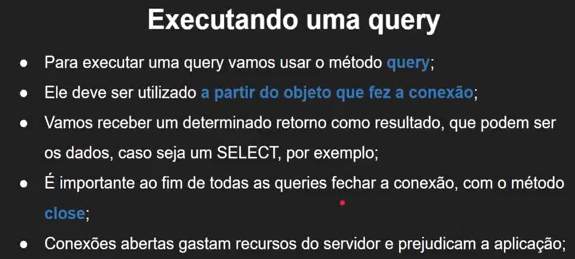 Executando uma query
● Para executar uma query vamos usar o método query;
● Ele deve ser utilizado a partir do objeto que fez a conexão;
● Vamos receber um determinado retorno como resultado, que podem ser
os dados, caso seja um SELECT, por exemplo;
● É importante ao fim de todas as queries fechar a conexão, com o método
close;
● Conexões abertas gastam recursos do servidor e prejudicam a aplicação;